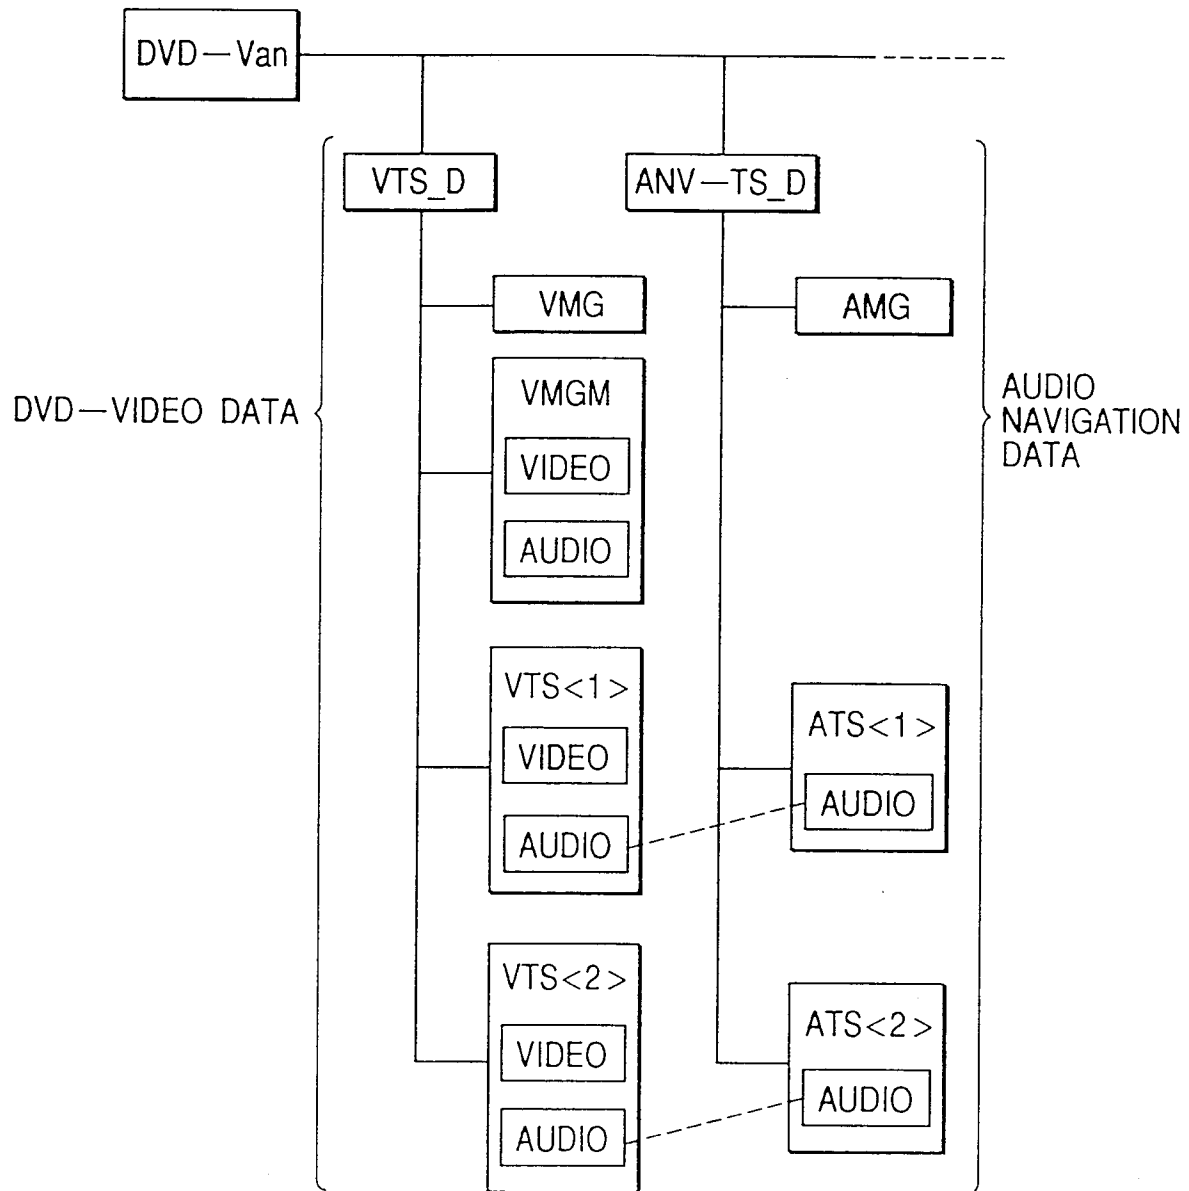 DVD—Van
VTS_D
ANV—TS_D
VMG
AMG
VMGM
VIDEO
AUDIO
DVD—VIDEO DATA
AUDIO
NAVIGATION
DATA
VTS<1>
VIDEO
AUDIO
ATS<1>
AUDIO
VTS<2>
VIDEO
AUDIO
ATS<2>
AUDIO